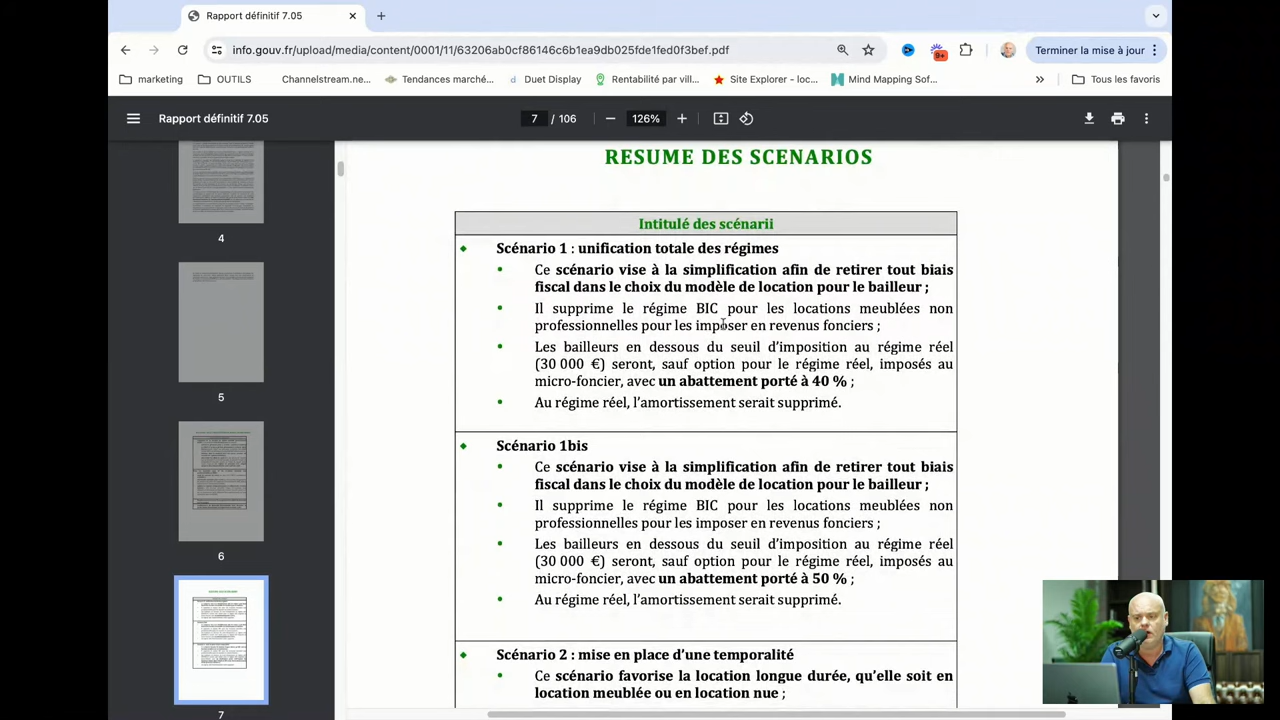 Rapport définitif 7.05
info.gouv.fr/upload/media/content/0001/11/63206ab0cf86146c6b1ea9db025fde1fed0f3bef.pdf
9+
Terminer la mise à jour
marketing
OUTILS
Channelstream.ne...
Tendances marché...
Duet Display
Rentabilité par vill...
Site Explorer - loc...
Mind Mapping Sof...
Tous les favoris
Rapport définitif 7.05
7 / 106
126%
4
5
6
7
RESUME DES SCENARIOS
Intitulé des scénarii
Scénario 1 : unification totale des régimes
Ce scénario vise à la simplification afin de retirer tout biais
fiscal dans le choix du modèle de location pour le bailleur ;
Il supprime le régime BIC pour les locations meublées non
professionnelles pour les imposer en revenus fonciers ;
Les bailleurs en dessous du seuil d'imposition au régime réel
(30 000 €) seront, sauf option pour le régime réel, imposés au
micro-foncier, avec un abattement porté à 40 % ;
Au régime réel, l'amortissement serait supprimé.
Scénario 1bis
Ce scénario vise à la simplification afin de retirer tout biais
fiscal dans le choix du modèle de location pour le bailleur ;
Il supprime le régime BIC pour les locations meublées non
professionnelles pour les imposer en revenus fonciers ;
Les bailleurs en dessous du seuil d'imposition au régime réel
(30 000 €) seront, sauf option pour le régime réel, imposés au
micro-foncier, avec un abattement porté à 50 % ;
Au régime réel, l'amortissement serait supprimé.
Scénario 2 : mise en place d'une temporalité
Ce scénario favorise la location longue durée, qu'elle soit en
location meublée ou en location nue ;